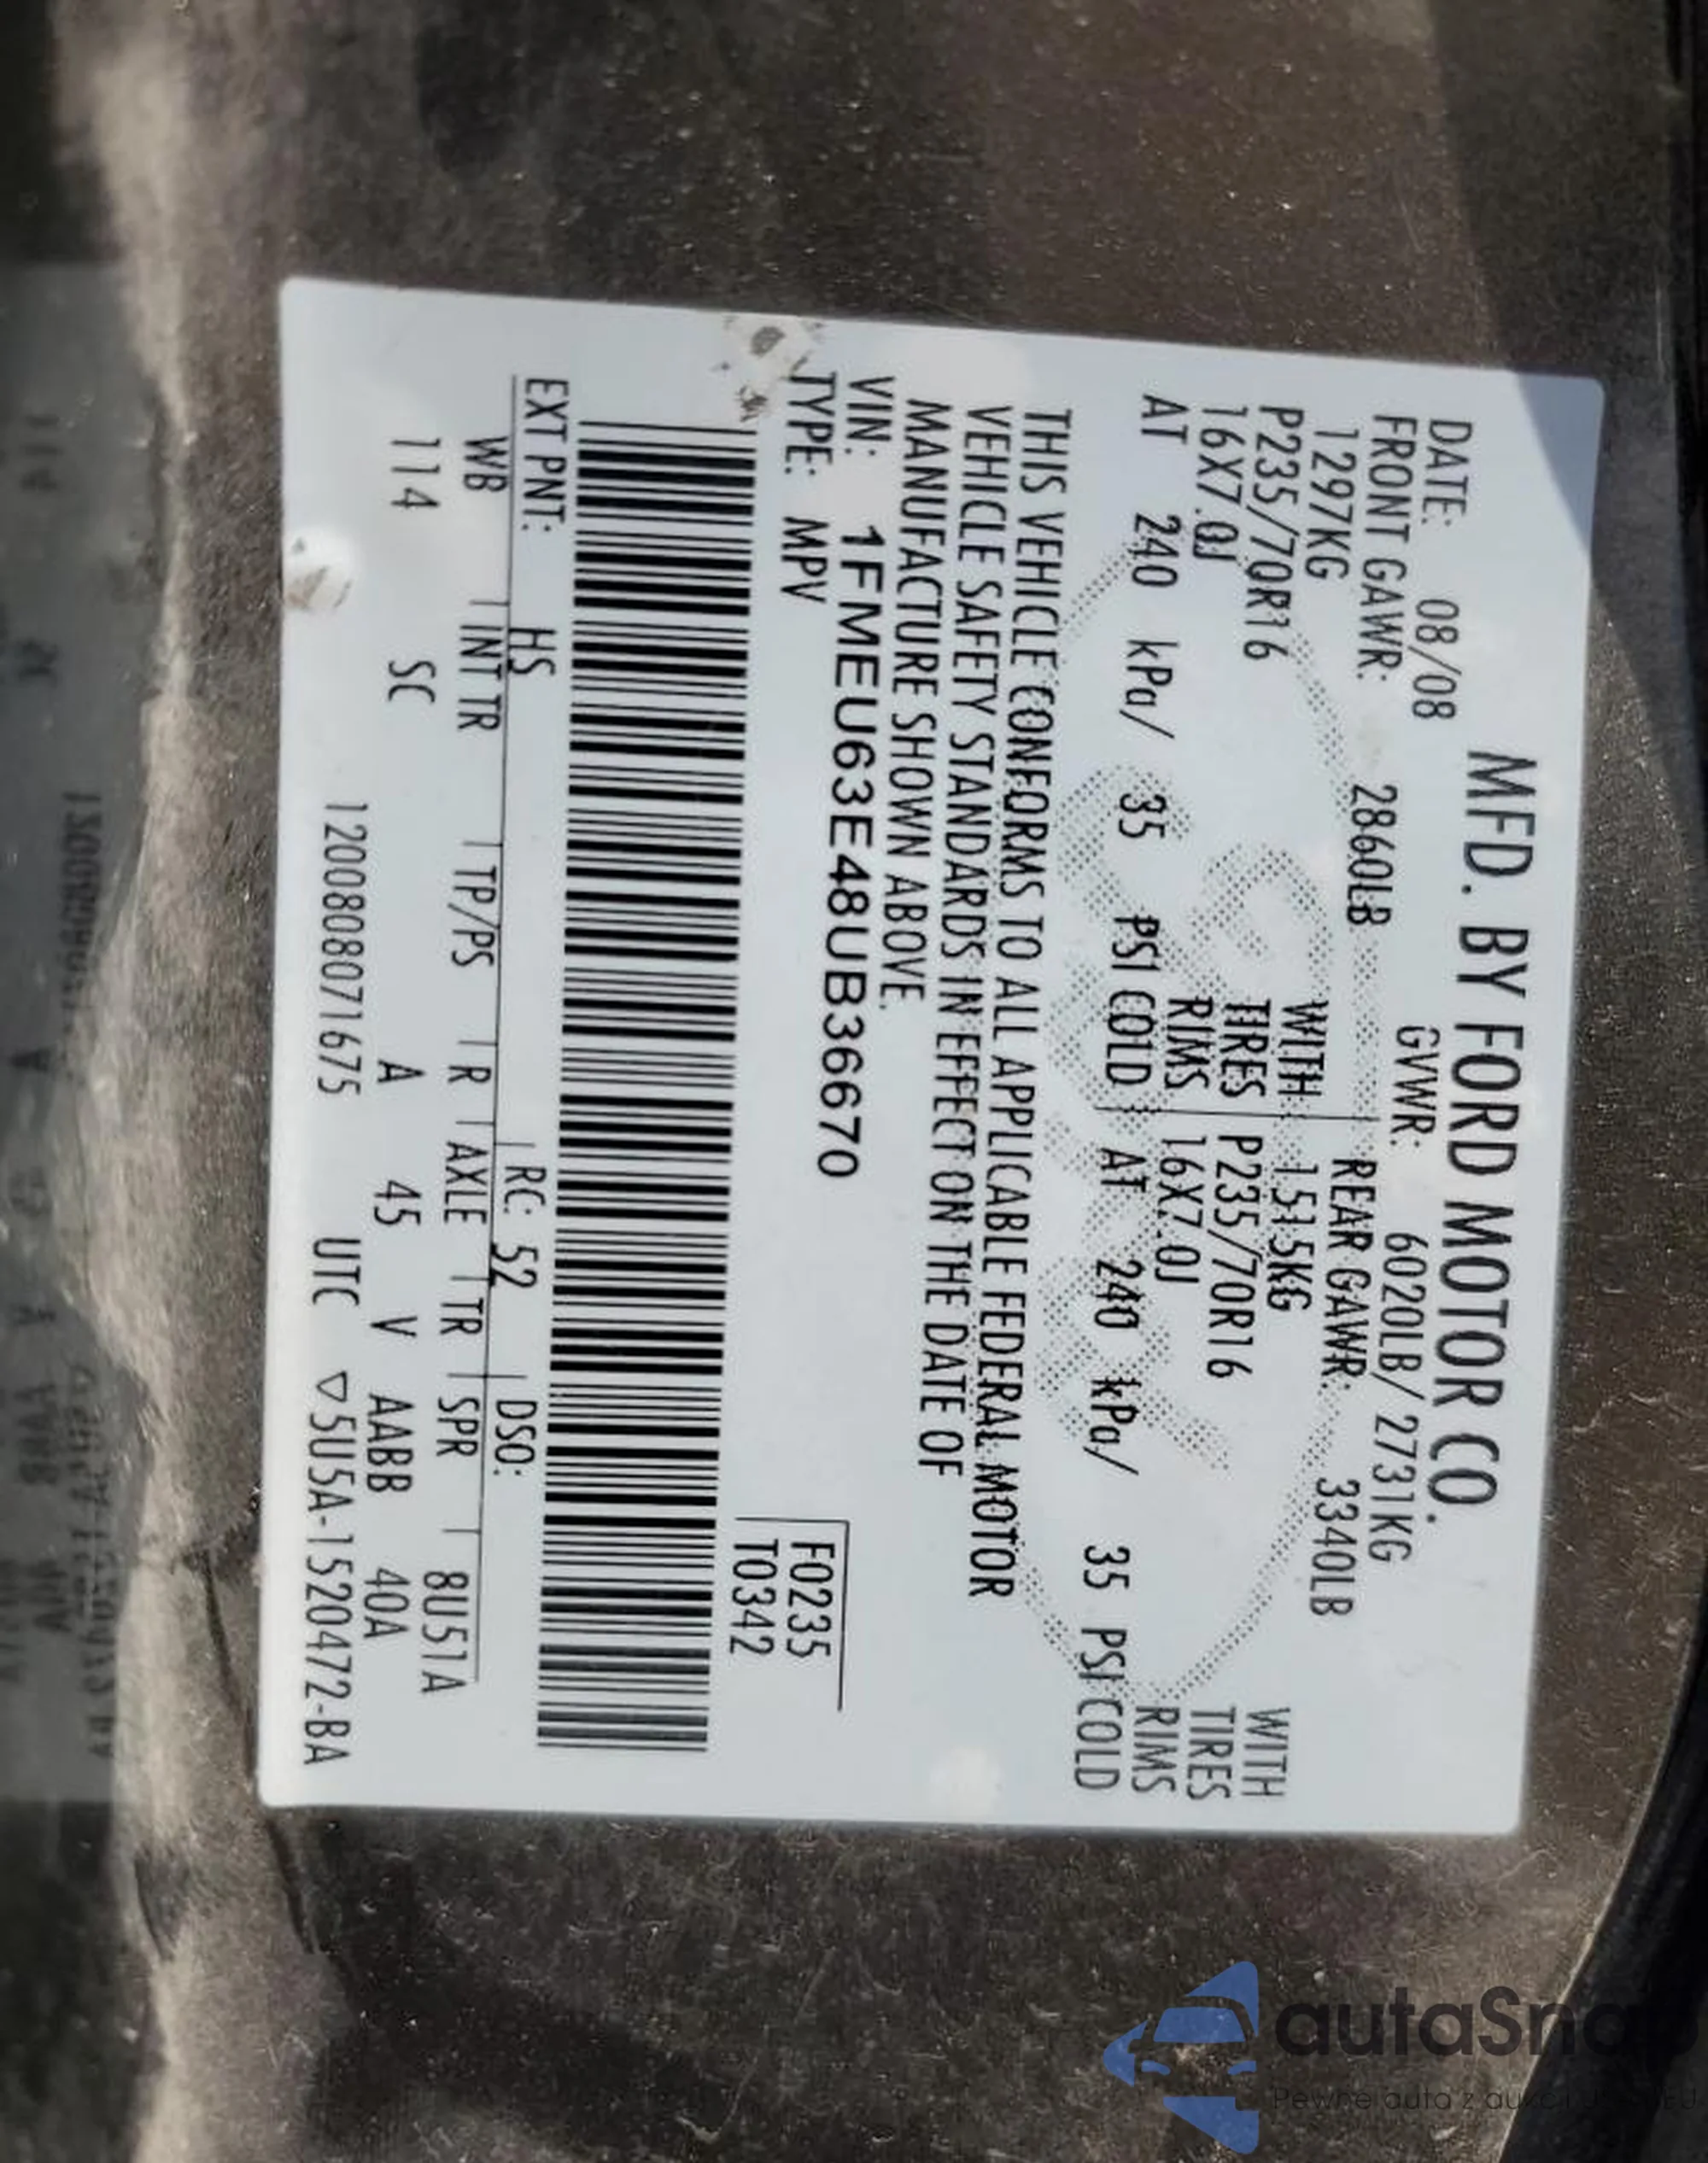 MFD. BY FORD MOTOR CO.
DATE: 08/08 GVWR: 6020LB/ 2731KG
FRONT GAWR: 2860LB REAR GAWR: 3340LB
1297KG WITH 1515KG WITH
P235/70R16 TIRES P235/70R16 TIRES
16X7.0J RIMS 16X7.0J RIMS
AT 240 kPa/ 35 PSI COLD AT 240 kPa/ 35 PSI COLD
THIS VEHICLE CONFORMS TO ALL APPLICABLE FEDERAL MOTOR
VEHICLE SAFETY STANDARDS IN EFFECT ON THE DATE OF
MANUFACTURE SHOWN ABOVE.
VIN: 1FMEU63E48UB36670
TYPE: MPV
F0235
T0342
EXT PNT: HS RC: 52 DSO:
WB INT TR TP/PS R AXLE TR SPR 8U51A
114 SC A 45 V AABB 40A
1200808071675 UTC ▽5U5A-1520472-BA
autaSnap
Pewne auta z